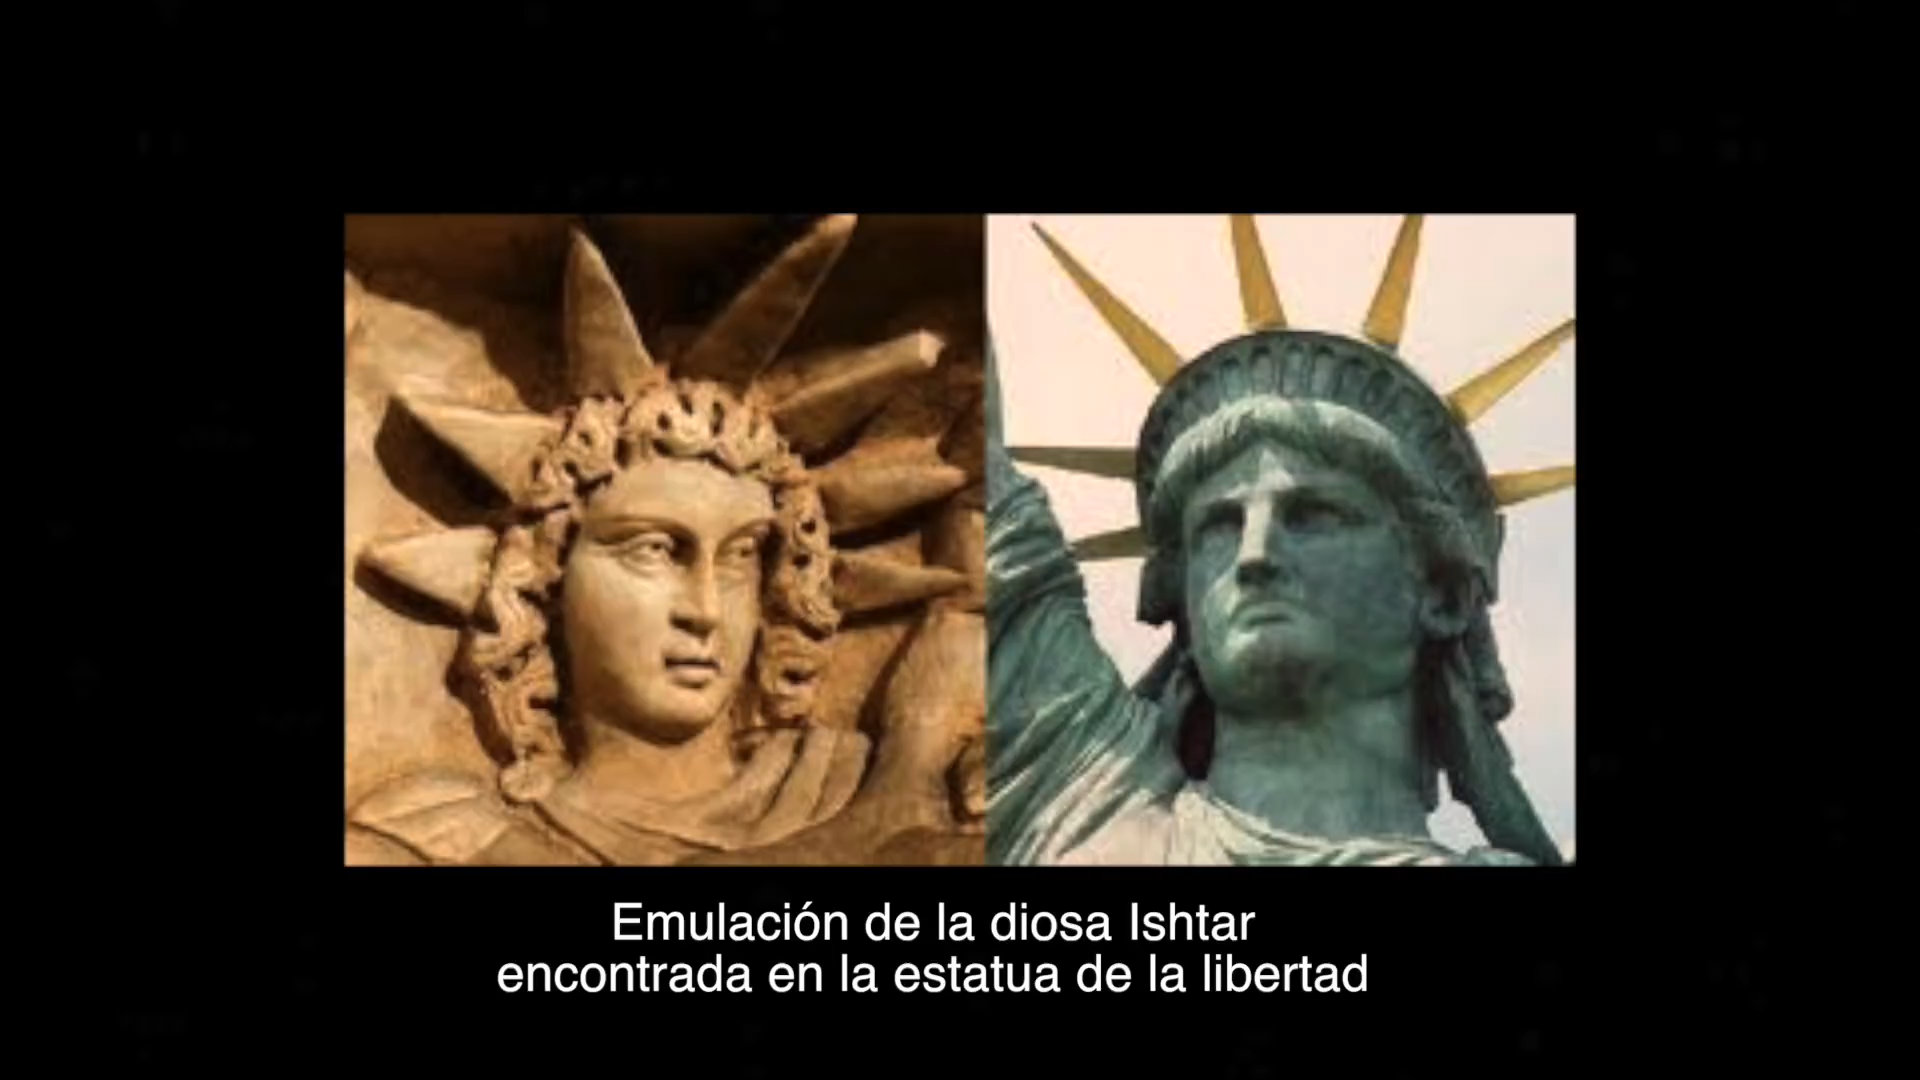 Emulación de la diosa Ishtar
encontrada en la estatua de la libertad